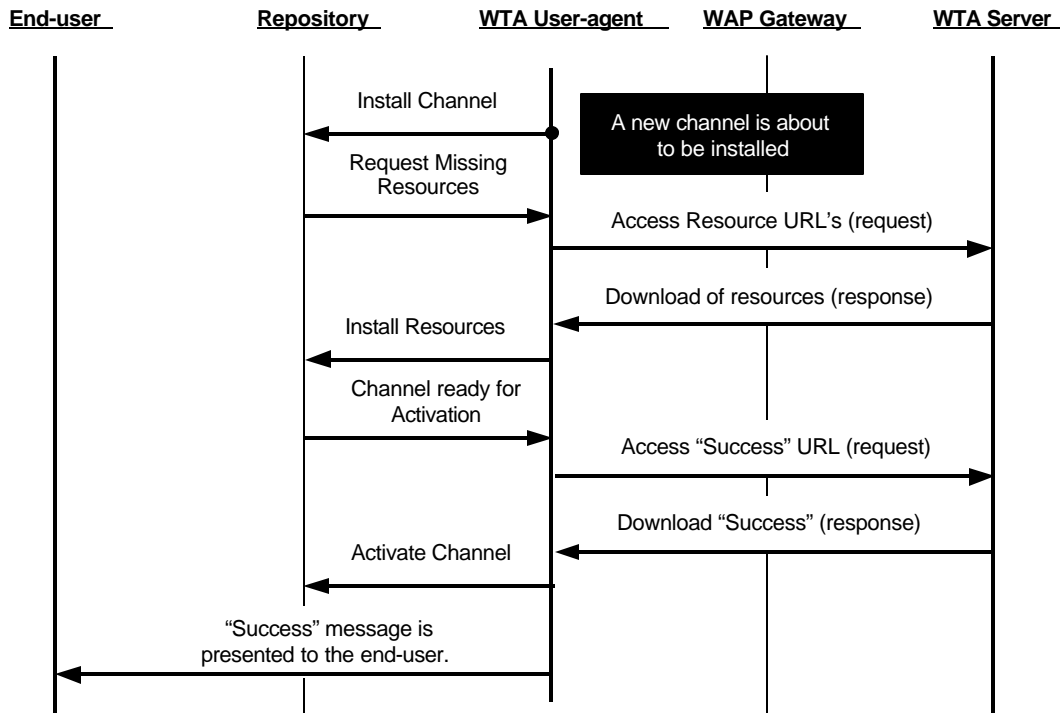 End-user
Repository
WTA User-agent
WAP Gateway
WTA Server
Install Channel
A new channel is about
to be installed
Request Missing
Resources
Access Resource URL's (request)
Download of resources (response)
Install Resources
Channel ready for
Activation
Access “Success” URL (request)
Download “Success” (response)
Activate Channel
“Success” message is
presented to the end-user.